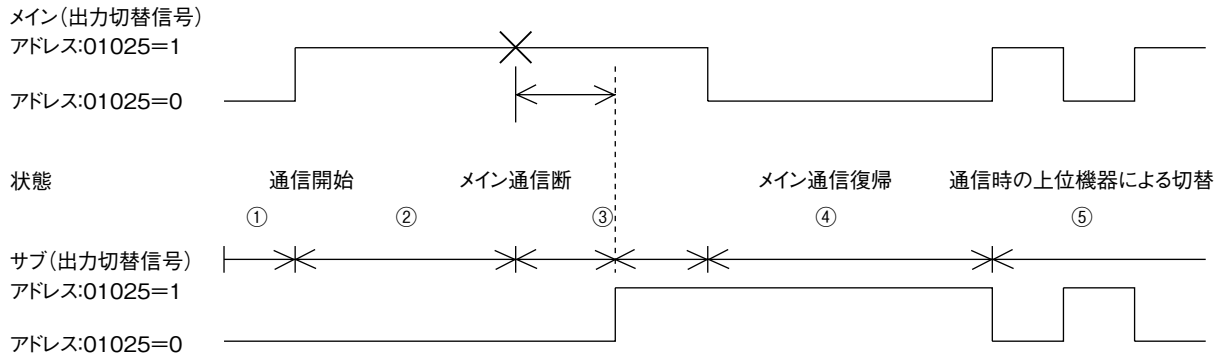 メイン（出力切替信号）
アドレス:01025＝1
アドレス:01025＝0
状態 通信開始 メイン通信断 メイン通信復帰 通信時の上位機器による切替
① ② ③ ④ ⑤
サブ（出力切替信号）
アドレス:01025＝1
アドレス:01025＝0